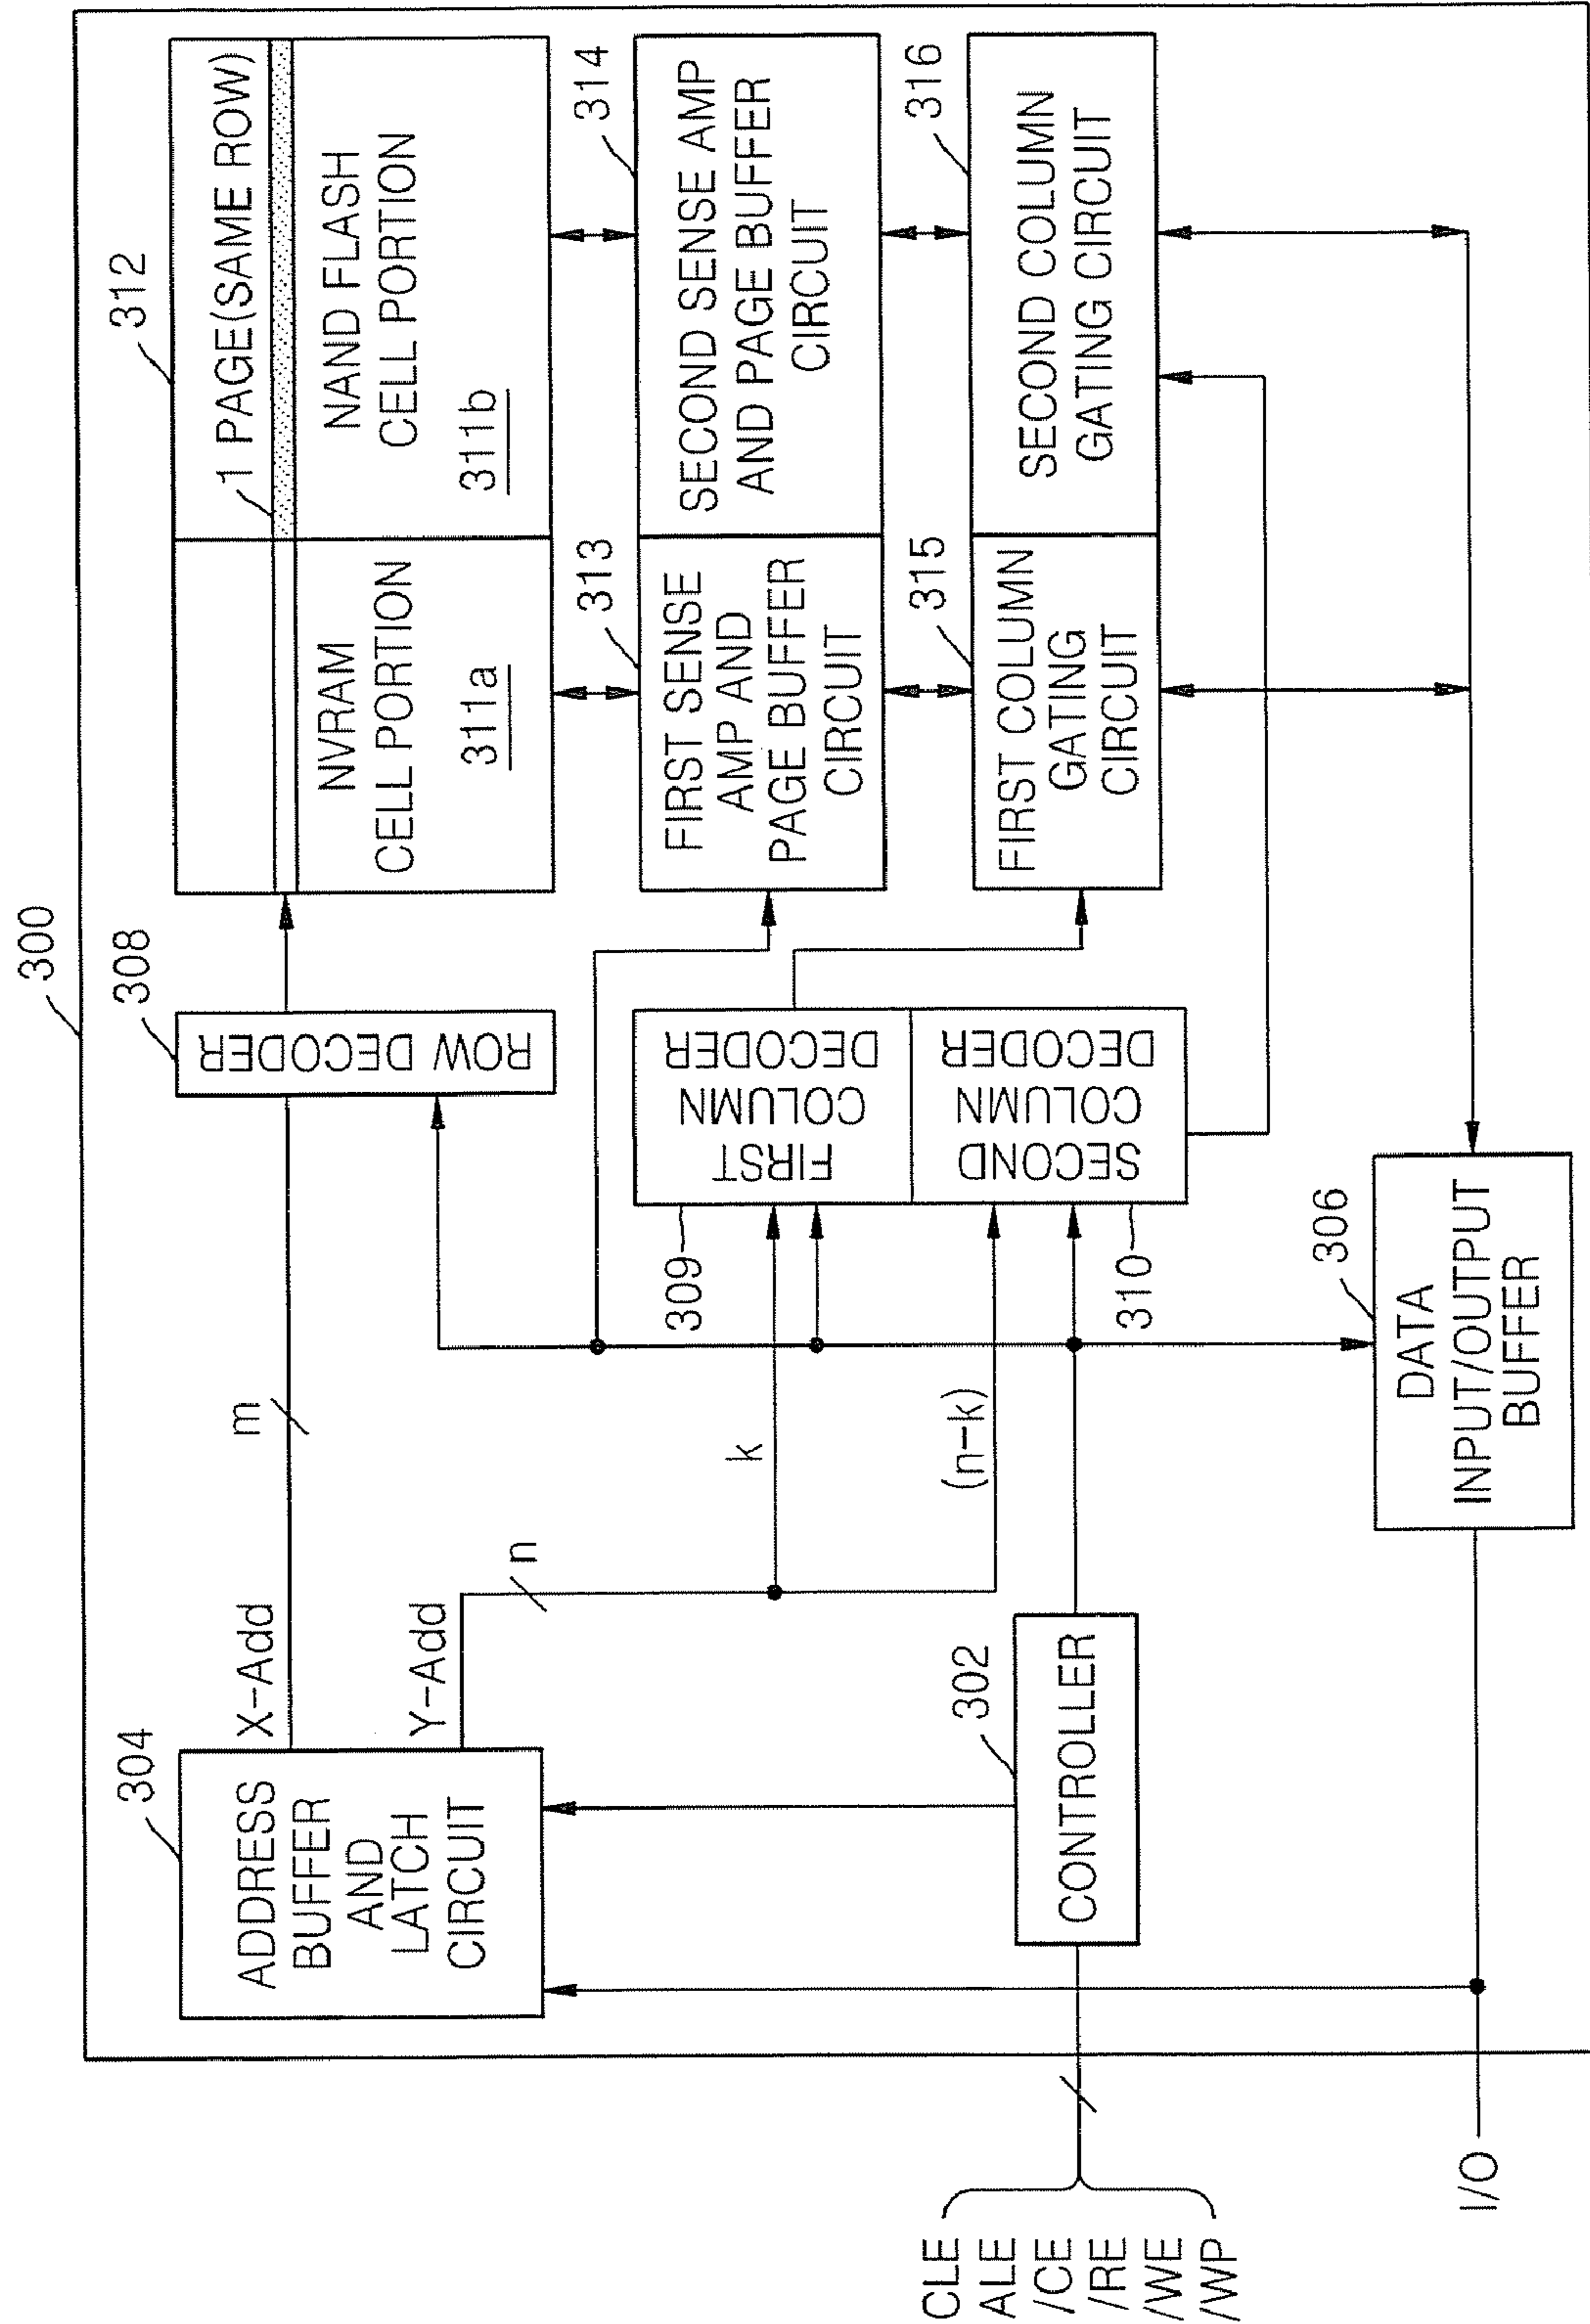 300
304
ADDRESS
BUFFER
AND
LATCH
CIRCUIT
X-Add
m
Y-Add
n
308
ROW DECODER
312
1 PAGE(SAME ROW)
NVRAM
CELL PORTION
311a
NAND FLASH
CELL PORTION
311b
k
(n-k)
309
FIRST
COLUMN
DECODER
SECOND
COLUMN
DECODER
310
313
FIRST SENSE
AMP AND
PAGE BUFFER
CIRCUIT
314
SECOND SENSE AMP
AND PAGE BUFFER
CIRCUIT
315
FIRST COLUMN
GATING
CIRCUIT
316
SECOND COLUMN
GATING CIRCUIT
302
CONTROLLER
CLE
ALE
/CE
/RE
/WE
/WP
306
DATA
INPUT/OUTPUT
BUFFER
I/O